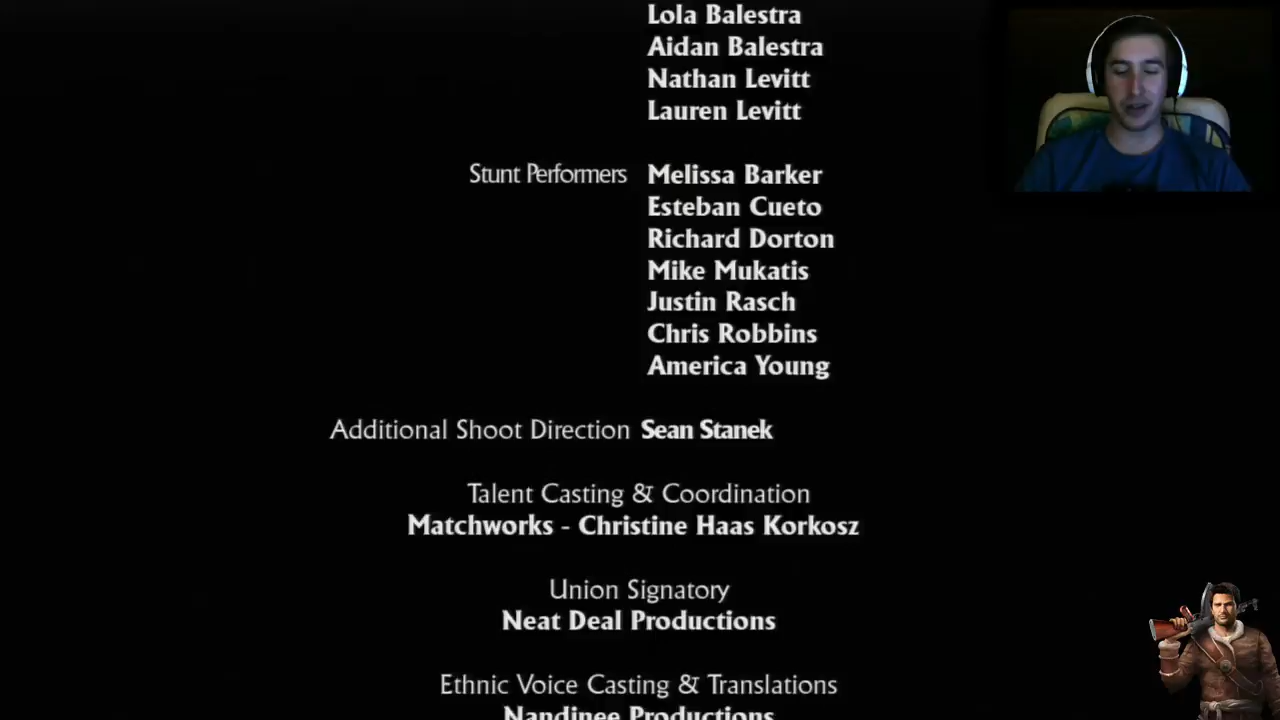 Lola Balestra
Aidan Balestra
Nathan Levitt
Lauren Levitt
Stunt Performers Melissa Barker
Esteban Cueto
Richard Dorton
Mike Mukatis
Justin Rasch
Chris Robbins
America Young
Additional Shoot Direction Sean Stanek
Talent Casting & Coordination
Matchworks - Christine Haas Korkosz
Union Signatory
Neat Deal Productions
Ethnic Voice Casting & Translations
Nandinee Productions